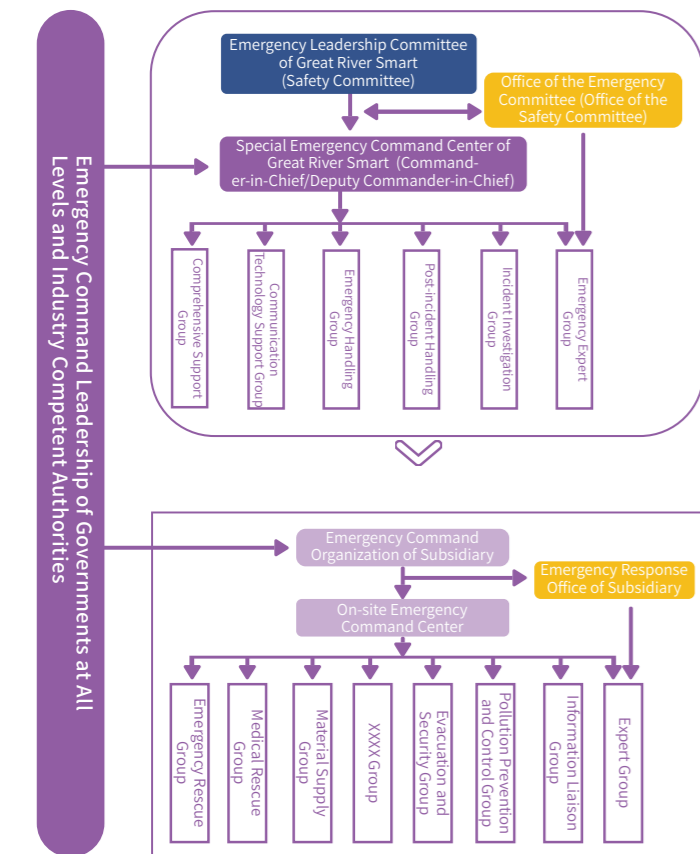 Emergency Command Leadership of Governments at All
Levels and Industry Competent Authorities
Emergency Leadership Committee
of Great River Smart
(Safety Committee)
Office of the Emergency
Committee (Office of the
Safety Committee)
Special Emergency Command Center of
Great River Smart (Command-
er-in-Chief/Deputy Commander-in-Chief)
Comprehensive Support
Group
Communication
Technology Support Group
Emergency Handling
Group
Post-incident Handling
Group
Incident Investigation
Group
Emergency Expert
Group
Emergency Command
Organization of Subsidiary
Emergency Response
Office of Subsidiary
On-site Emergency
Command Center
Emergency Rescue
Group
Medical Rescue
Group
Material Supply
Group
XXXX Group
Evacuation and
Security Group
Pollution Prevention
and Control Group
Information Liaison
Group
Expert Group